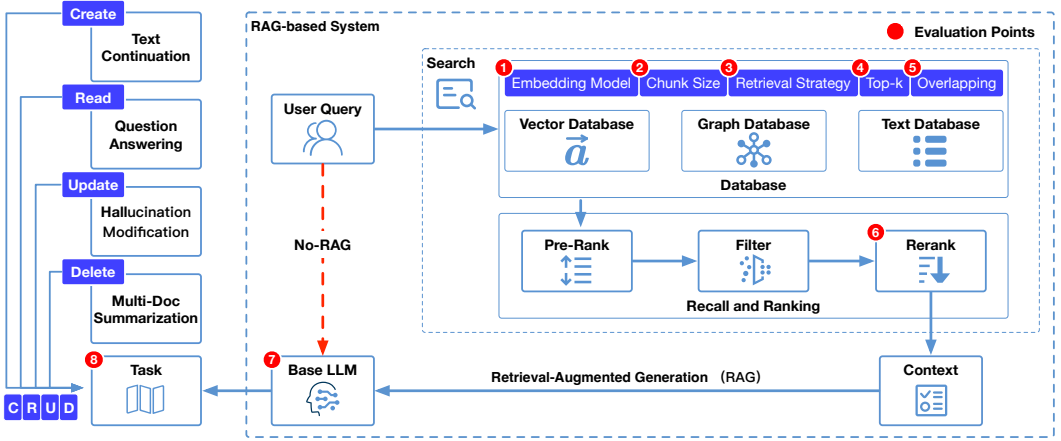 Create
Text
Continuation
Read
Question
Answering
Update
Hallucination
Modification
Delete
Multi-Doc
Summarization
8
Task
C R U D
RAG-based System
Evaluation Points
Search
User Query
1 2 3 4 5
Embedding Model Chunk Size Retrieval Strategy Top-k Overlapping
Vector Database Graph Database Text Database
a
Database
No-RAG
6
Pre-Rank Filter Rerank
Recall and Ranking
7
Base LLM
Retrieval-Augmented Generation （RAG）
Context